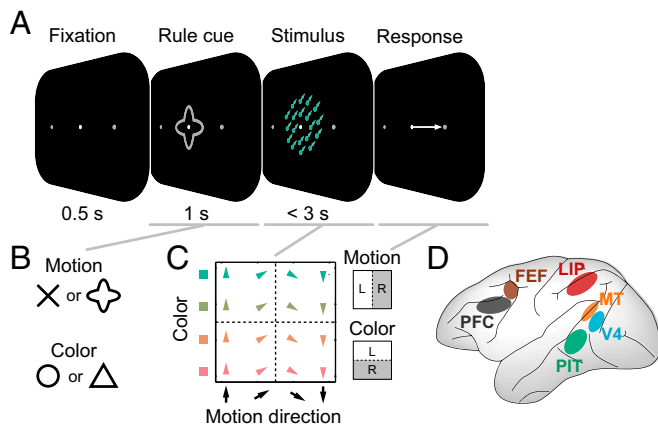 A
Fixation
Rule cue
Stimulus
Response
0.5 s
1 s
< 3 s
B
Motion
or
Color
or
C
Color
Motion direction
Motion
L
R
Color
L
R
D
FEF
LIP
MT
PFC
V4
PIT